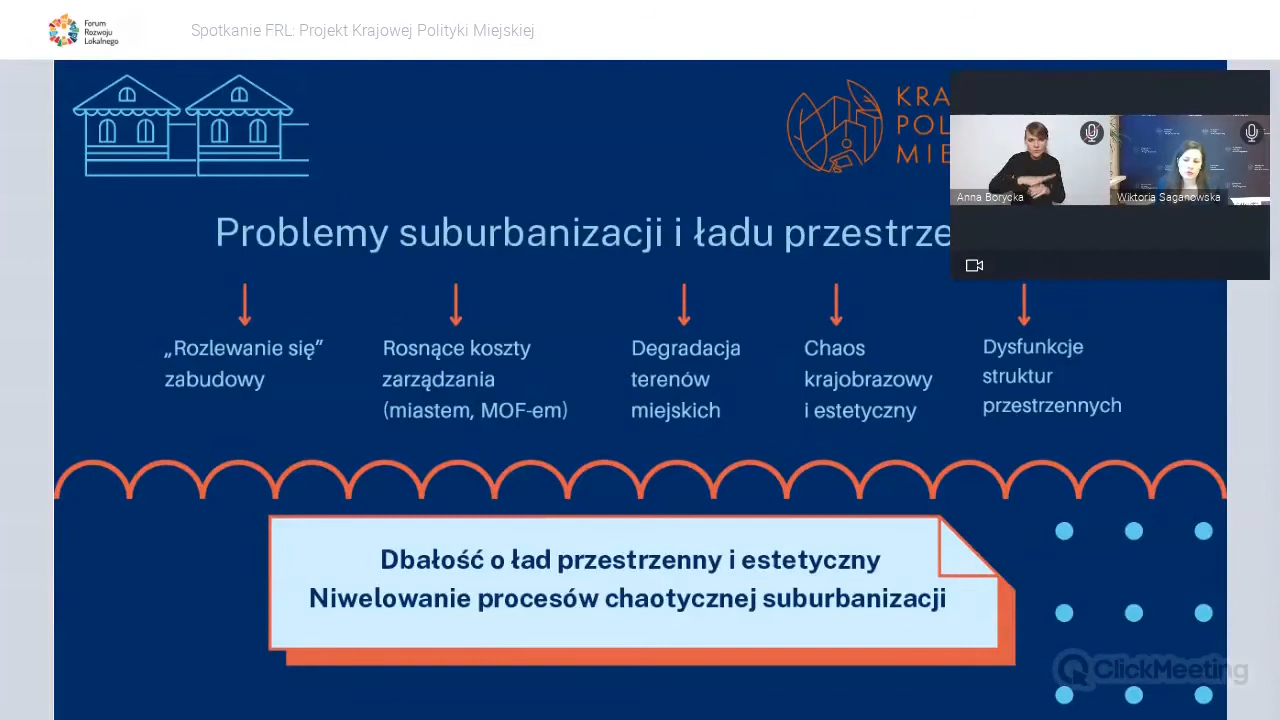 Forum
Rozwoju
Lokalnego
Spotkanie FRL: Projekt Krajowej Polityki Miejskiej
KRA
POL
MIE
Anna Borycka
Wiktoria Saganowska
Problemy suburbanizacji i ładu przestrze
„Rozlewanie się”
zabudowy
Rosnące koszty
zarządzania
(miastem, MOF-em)
Degradacja
terenów
miejskich
Chaos
krajobrazowy
i estetyczny
Dysfunkcje
struktur
przestrzennych
Dbałość o ład przestrzenny i estetyczny
Niwelowanie procesów chaotycznej suburbanizacji
ClickMeeting